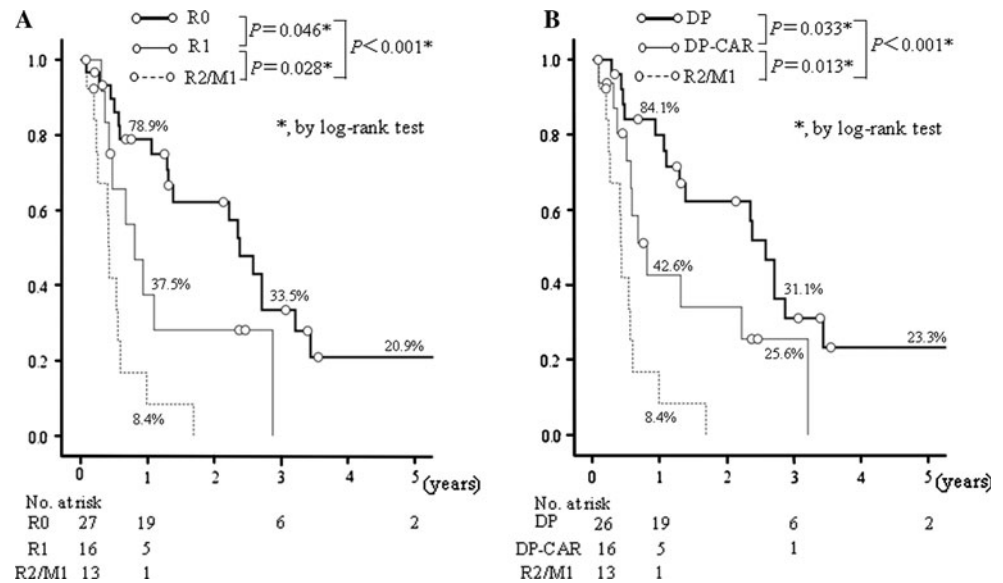 A
R0
R1
R2/M1
P=0.046*
P=0.028*
P<0.001*
*, by log-rank test
1.0
0.8
0.6
0.4
0.2
0.0
78.9%
37.5%
33.5%
20.9%
8.4%
0 1 2 3 4 5 (years)
No. at risk
R0 27 19 6 2
R1 16 5
R2/M1 13 1
B
DP
DP-CAR
R2/M1
P=0.033*
P=0.013*
P<0.001*
*, by log-rank test
1.0
0.8
0.6
0.4
0.2
0.0
84.1%
42.6%
31.1%
25.6%
23.3%
8.4%
0 1 2 3 4 5 (years)
No. at risk
DP 26 19 6 2
DP-CAR 16 5 1
R2/M1 13 1